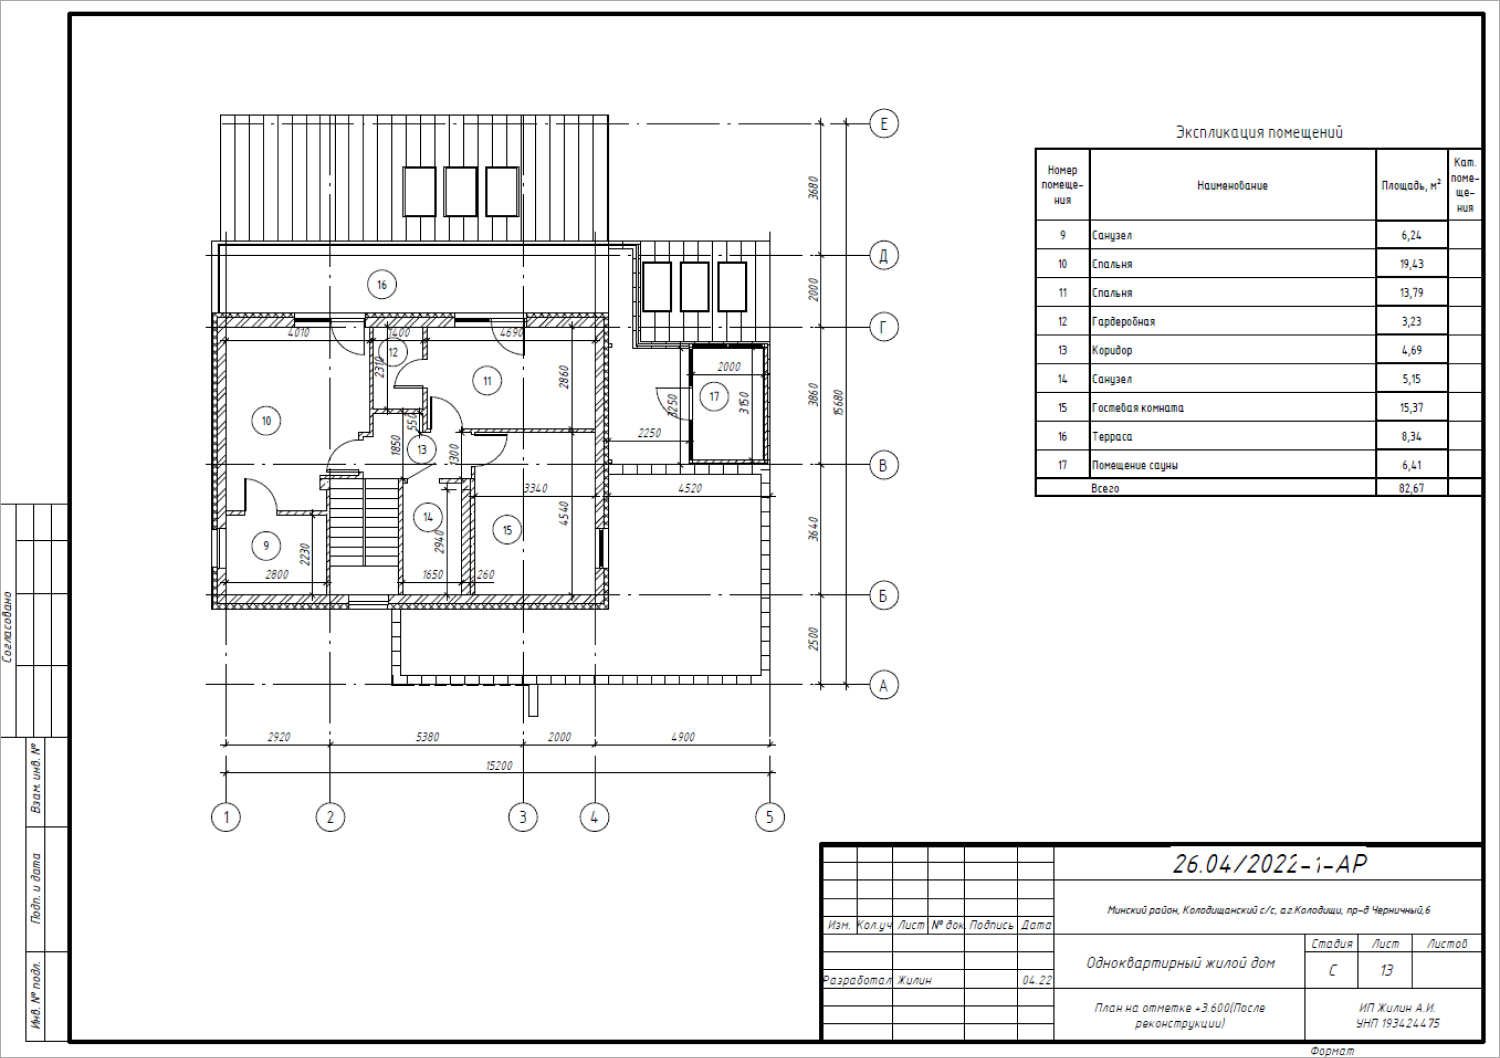 Экспликация помещений
Номер помеще-ния
Наименование
Площадь, м²
Кат. поме-ще-ния
9 Санузел 6,24
10 Спальня 19,43
11 Спальня 13,79
12 Гардеробная 3,23
13 Коридор 4,69
14 Санузел 5,15
15 Гостевая комната 15,37
16 Терраса 8,34
17 Помещение сауны 6,41
Всего 82,67
Е
Д
Г
В
Б
А
3680
2000
3860
15680
3640
2500
16
4010
1400
4690
12
2310
11
2860
10
550
1850
13
1300
17
2000
3250
3150
2250
3340
4520
4540
14
15
2940
9
2230
2800
1650
260
2920
5380
2000
4900
15200
1
2
3
4
5
Согласовано
Взам. инв. №
Подп. и дата
Инв. № подл.
26.04/2022-1-АР
Минский район, Колодищанский с/с, а.г.Колодищи, пр-д Черничный,6
Изм. Кол.уч Лист № док. Подпись Дата
Одноквартирный жилой дом
Стадия Лист Листов
С 13
Разработал Жилин 04.22
План на отметке +3.600(После
реконструкции)
ИП Жилин А.И.
УНП 193424475
Формат